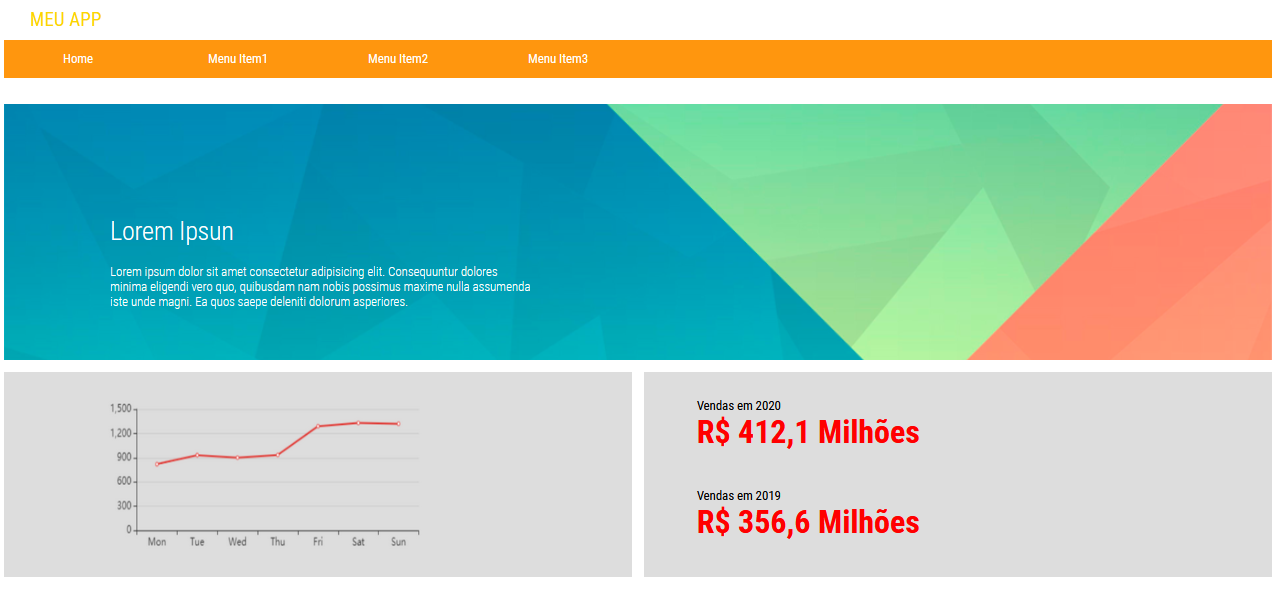 MEU APP
Home Menu Item1 Menu Item2 Menu Item3
Lorem Ipsun
Lorem ipsum dolor sit amet consectetur adipisicing elit. Consequuntur dolores
minima eligendi vero quo, quibusdam nam nobis possimus maxime nulla assumenda
iste unde magni. Ea quos saepe deleniti dolorum asperiores.
1,500
1,200
900
600
300
0
Mon Tue Wed Thu Fri Sat Sun
Vendas em 2020
R$ 412,1 Milhões
Vendas em 2019
R$ 356,6 Milhões